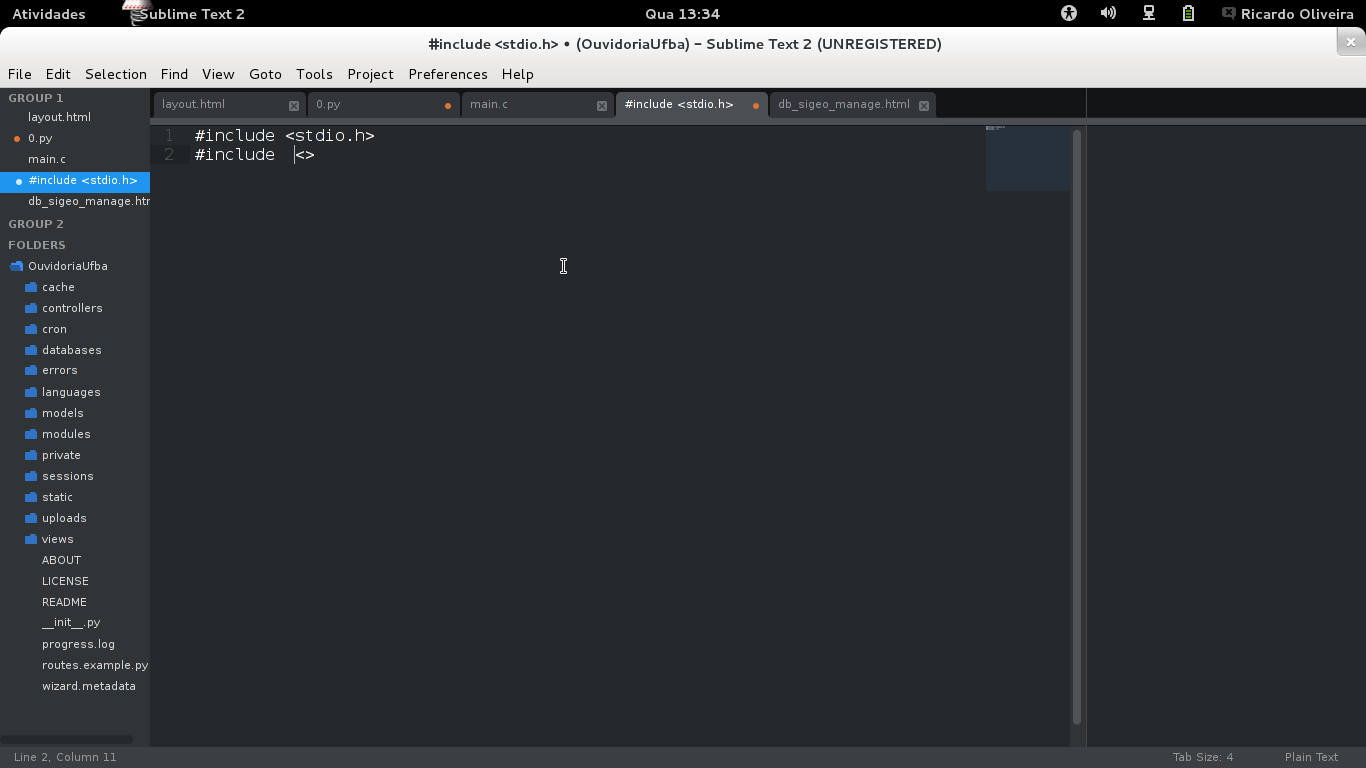 Atividades Sublime Text 2 Qua 13:34 Ricardo Oliveira
#include <stdio.h> • (OuvidoriaUfba) – Sublime Text 2 (UNREGISTERED)
File Edit Selection Find View Goto Tools Project Preferences Help
GROUP 1
layout.html
0.py
main.c
#include <stdio.h>
db_sigeo_manage.htr
GROUP 2
FOLDERS
OuvidoriaUfba
cache
controllers
cron
databases
errors
languages
models
modules
private
sessions
static
uploads
views
ABOUT
LICENSE
README
__init__.py
progress.log
routes.example.py
wizard.metadata
layout.html 0.py main.c #include <stdio.h> db_sigeo_manage.html
1 #include <stdio.h>
2 #include  <>
Line 2, Column 11 Tab Size: 4 Plain Text